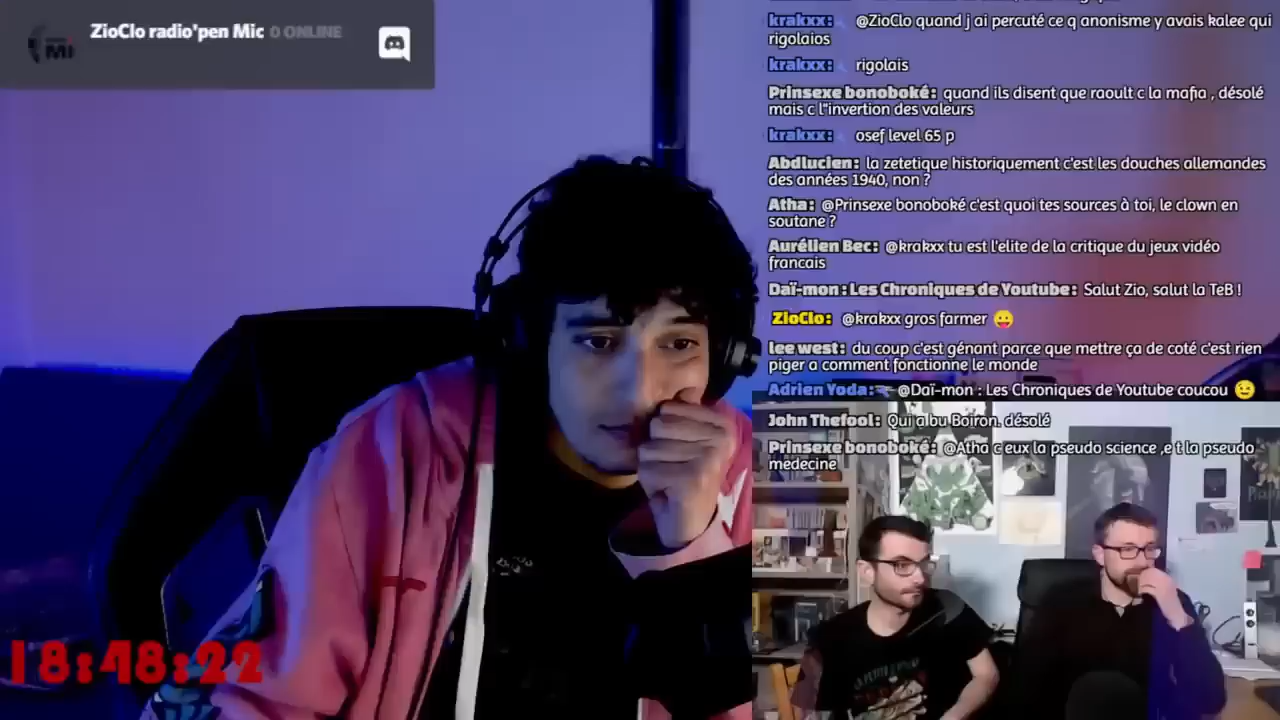 ZioClo radio'pen Mic 0 ONLINE
MI
krakxx: @ZioClo quand j ai percuté ce q anonisme y avais kalee qui
rigolaios
krakxx: rigolais
Prinsexe bonoboké: quand ils disent que raoult c la mafia , désolé
mais c l"invertion des valeurs
krakxx: osef level 65 p
Abdlucien: la zetetique historiquement c'est les douches allemandes
des années 1940, non ?
Atha: @Prinsexe bonoboké c'est quoi tes sources à toi, le clown en
soutane ?
Aurélien Bec: @krakxx tu est l'elite de la critique du jeux vidéo
francais
Daï-mon : Les Chroniques de Youtube: Salut Zio, salut la TeB !
ZioClo: @krakxx gros farmer 😛
lee west: du coup c'est génant parce que mettre ça de coté c'est rien
piger a comment fonctionne le monde
Adrien Yoda: @Daï-mon : Les Chroniques de Youtube coucou 😉
John Thefool: Qui a bu Boiron, désolé
Prinsexe bonoboké: @Atha c eux la pseudo science ,e t la pseudo
medecine
18:48:22